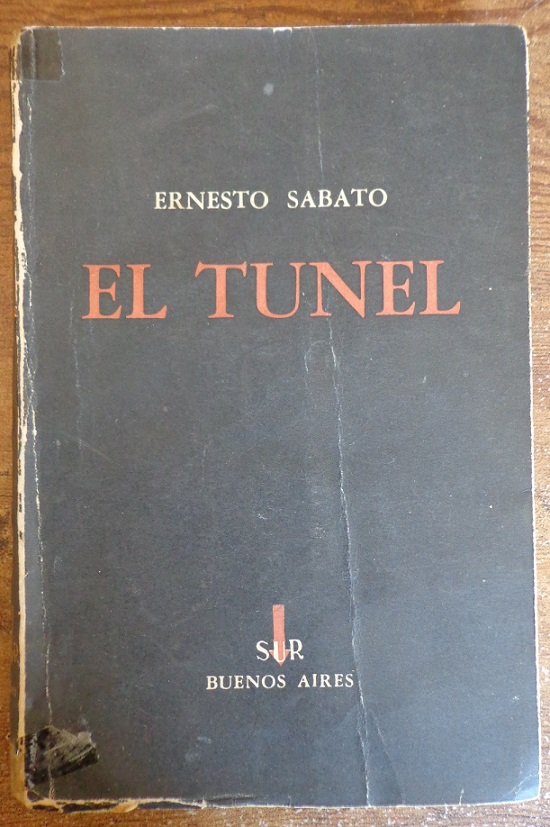 ERNESTO SABATO
EL TUNEL
SUR
BUENOS AIRES